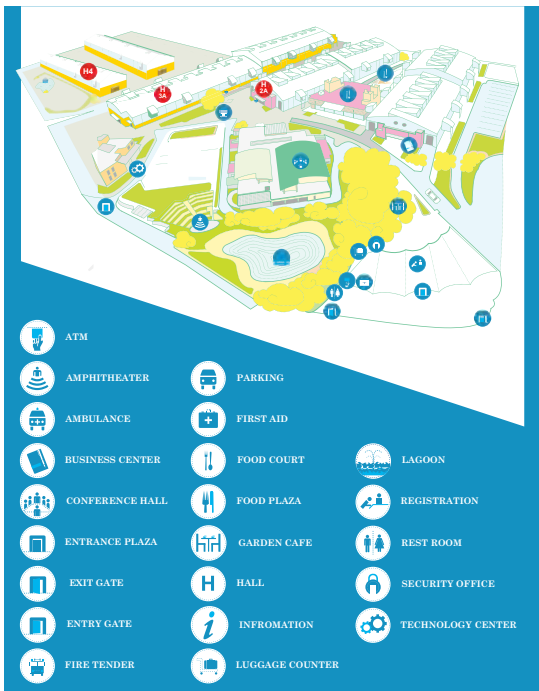 H4
H
3A
H
2A
ATM
AMPHITHEATER
PARKING
AMBULANCE
FIRST AID
BUSINESS CENTER
FOOD COURT
LAGOON
CONFERENCE HALL
FOOD PLAZA
REGISTRATION
ENTRANCE PLAZA
GARDEN CAFE
REST ROOM
EXIT GATE
H
HALL
SECURITY OFFICE
ENTRY GATE
i
INFROMATION
TECHNOLOGY CENTER
FIRE TENDER
LUGGAGE COUNTER